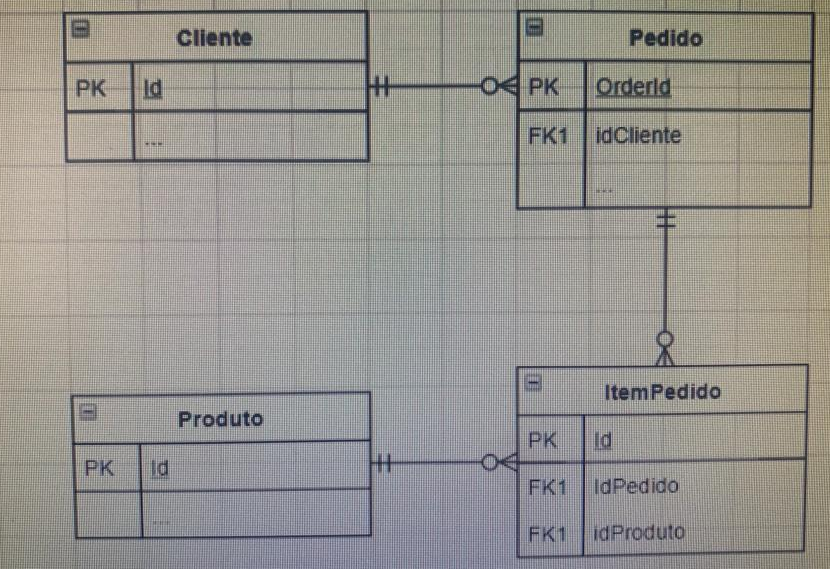 Cliente
PK Id
...
Pedido
PK OrderId
FK1 idCliente
...
Produto
PK Id
...
ItemPedido
PK Id
FK1 IdPedido
FK1 idProduto